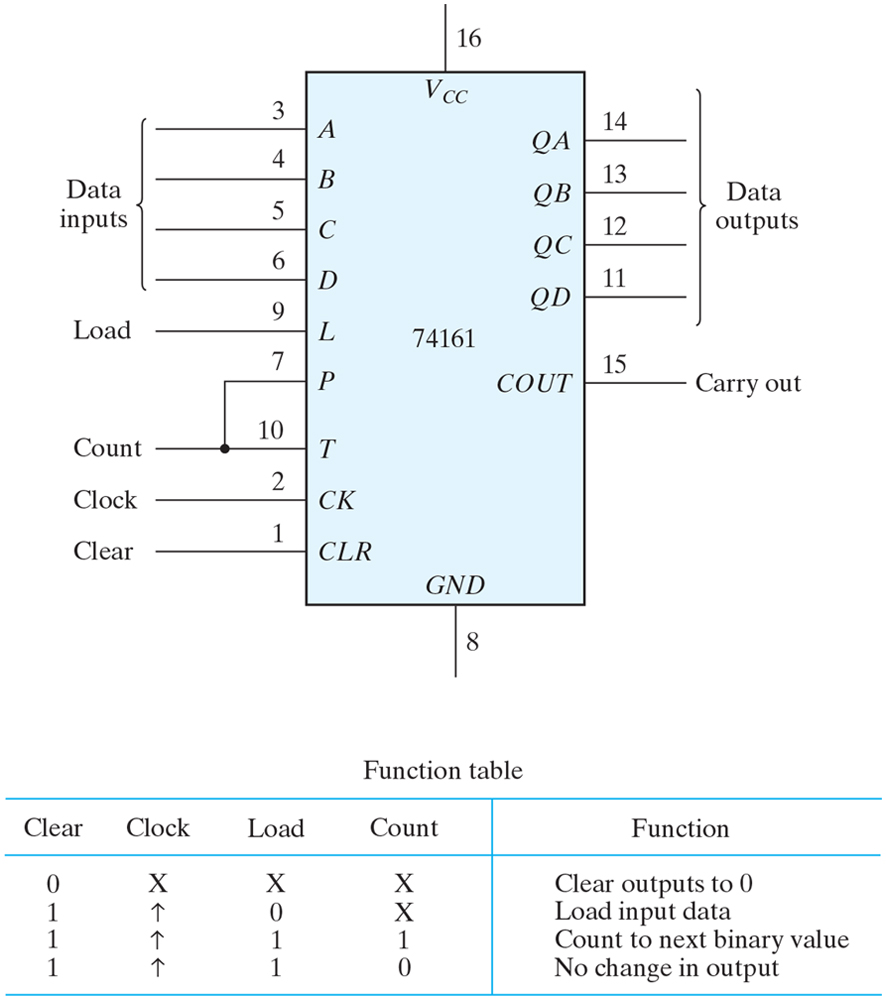 16
V_CC
3
A
14
QA
4
B
13
QB
Data
inputs
Data
outputs
5
C
12
QC
6
D
11
QD
Load
9
L
74161
7
P
COUT
15
Carry out
Count
10
T
Clock
2
CK
Clear
1
CLR
GND
8
Function table
Clear Clock Load Count Function
0 X X X Clear outputs to 0
1 ↑ 0 X Load input data
1 ↑ 1 1 Count to next binary value
1 ↑ 1 0 No change in output